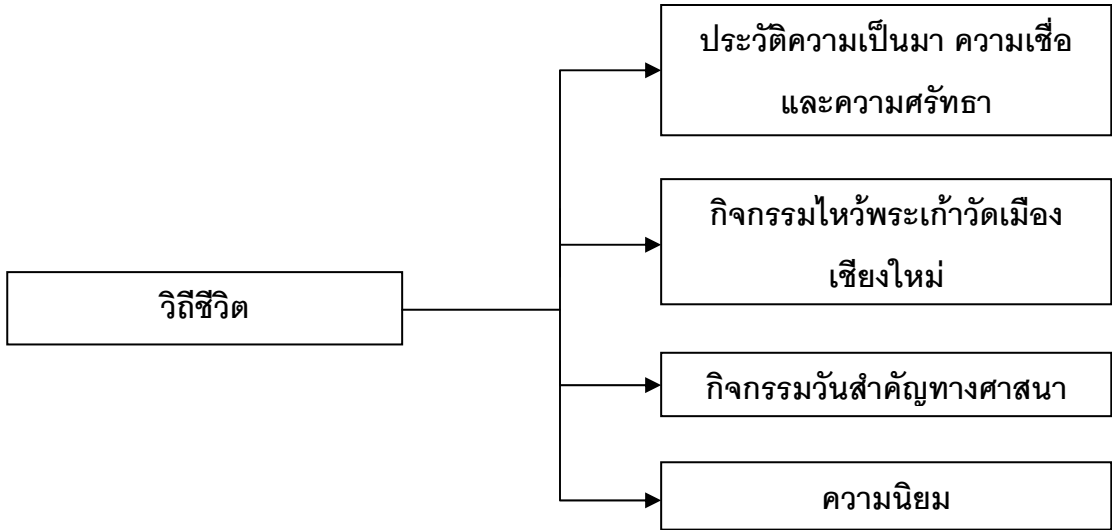 ประวัติความเป็นมา ความเชื่อ
และความศรัทธา
กิจกรรมไหว้พระเก้าวัดเมือง
เชียงใหม่
วิถีชีวิต
กิจกรรมวันสำคัญทางศาสนา
ความนิยม